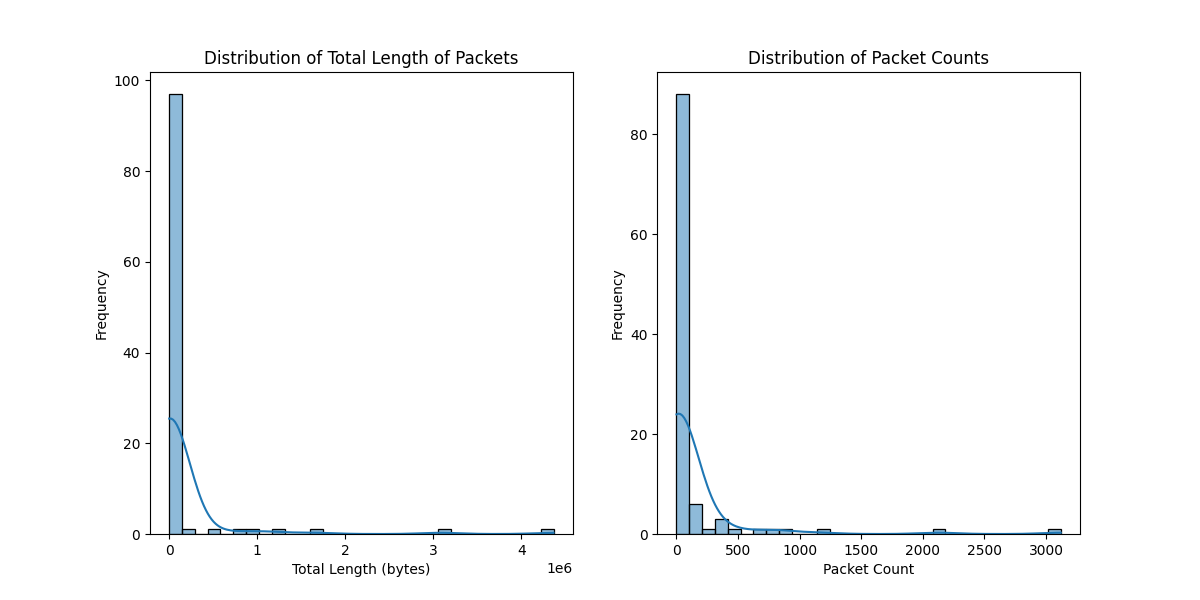 Distribution of Total Length of Packets
100
80
60
40
20
0
Frequency
0 1 2 3 4
1e6
Total Length (bytes)
Distribution of Packet Counts
80
60
40
20
0
Frequency
0 500 1000 1500 2000 2500 3000
Packet Count